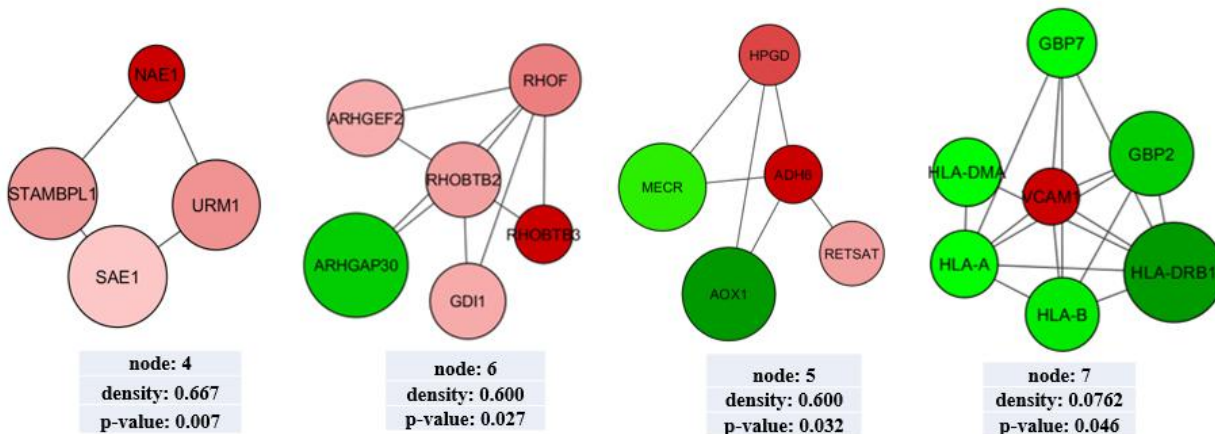 NAE1
STAMBPL1
URM1
SAE1
node: 4
density: 0.667
p-value: 0.007
RHOF
ARHGEF2
RHOBTB2
RHOBTB3
ARHGAP30
GDI1
node: 6
density: 0.600
p-value: 0.027
HPGD
MECR
ADH6
RETSAT
AOX1
node: 5
density: 0.600
p-value: 0.032
GBP7
GBP2
HLA-DMA
VCAM1
HLA-A
HLA-DRB1
HLA-B
node: 7
density: 0.0762
p-value: 0.046